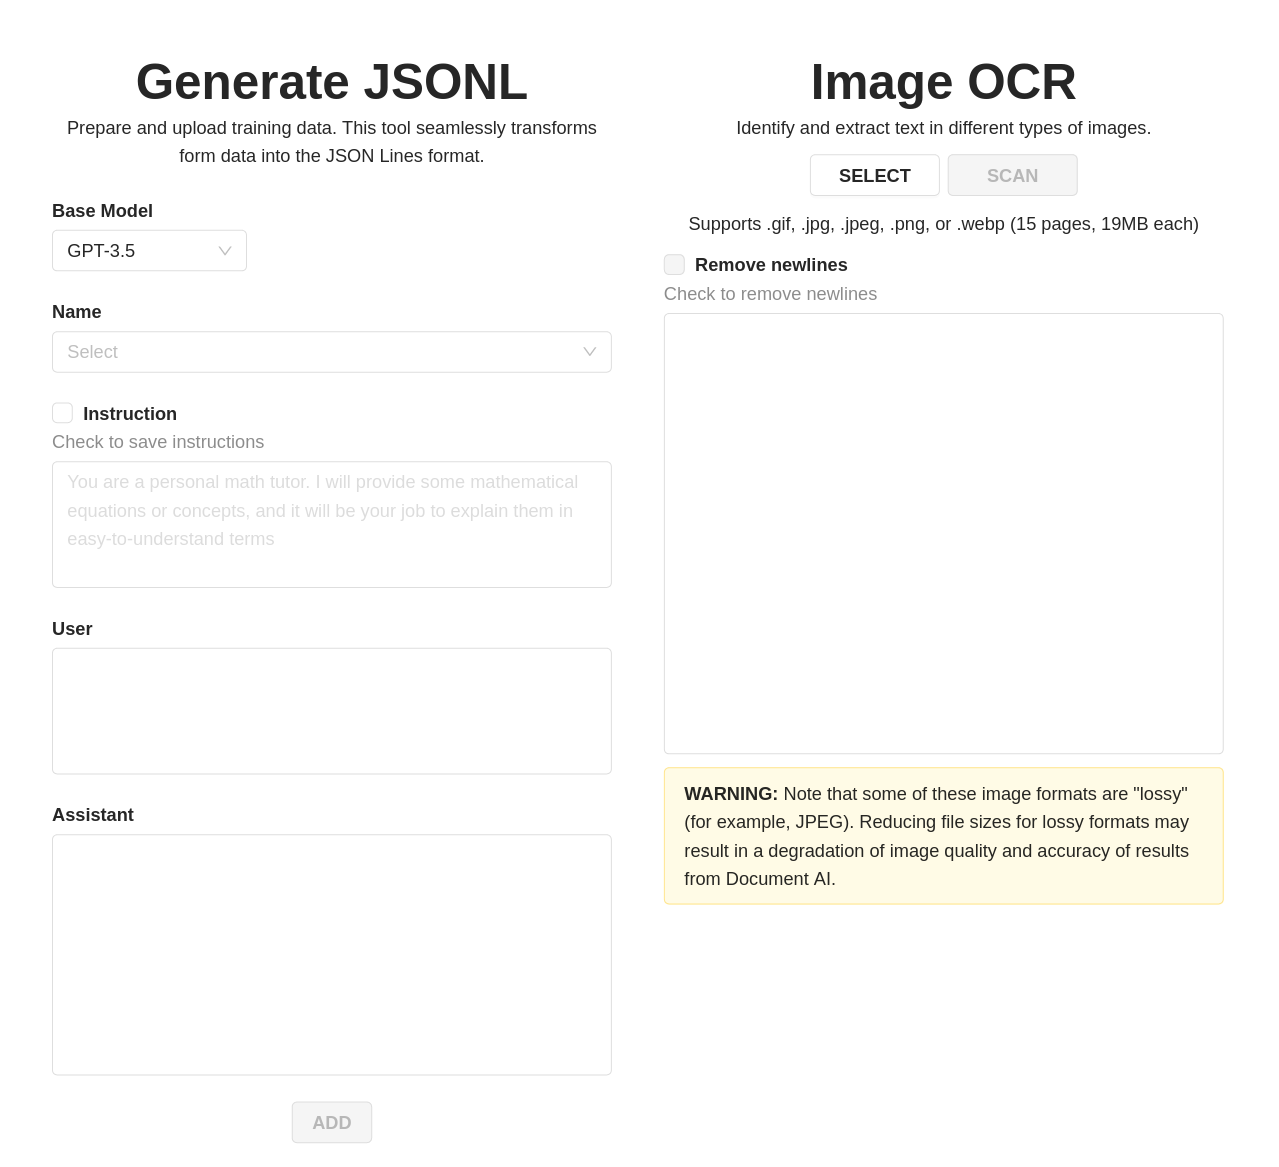 Generate JSONL
Prepare and upload training data. This tool seamlessly transforms
form data into the JSON Lines format.
Base Model
GPT-3.5
Name
Select
Instruction
Check to save instructions
You are a personal math tutor. I will provide some mathematical
equations or concepts, and it will be your job to explain them in
easy-to-understand terms
User
Assistant
ADD
Image OCR
Identify and extract text in different types of images.
SELECT
SCAN
Supports .gif, .jpg, .jpeg, .png, or .webp (15 pages, 19MB each)
Remove newlines
Check to remove newlines
WARNING: Note that some of these image formats are "lossy"
(for example, JPEG). Reducing file sizes for lossy formats may
result in a degradation of image quality and accuracy of results
from Document AI.